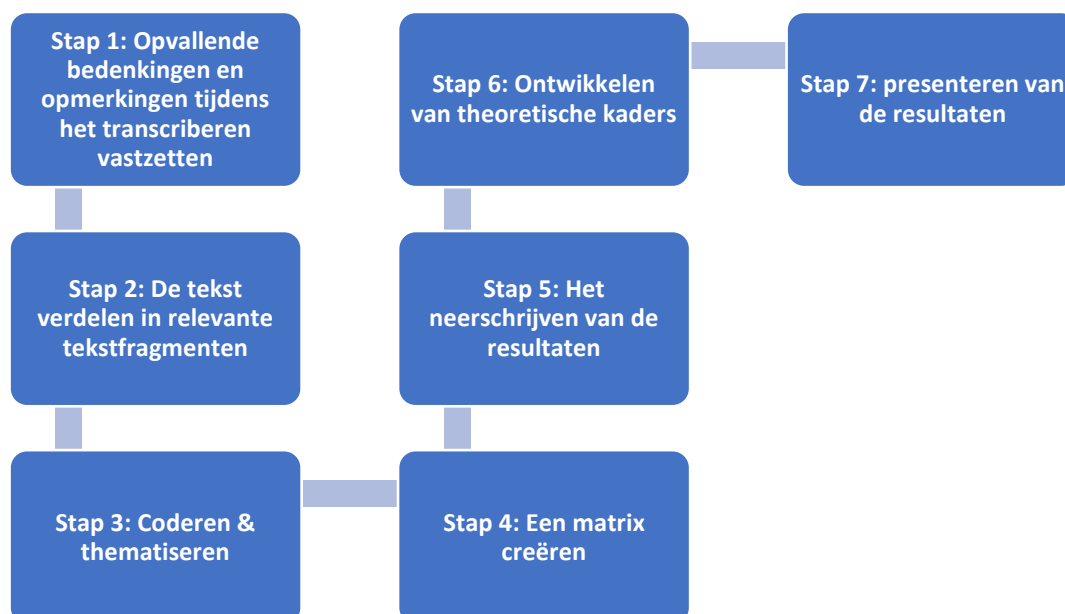 Stap 1: Opvallende
bedenkingen en
opmerkingen tijdens
het transcriberen
vastzetten
Stap 2: De tekst
verdelen in relevante
tekstfragmenten
Stap 3: Coderen &
thematiseren
Stap 4: Een matrix
creëren
Stap 5: Het
neerschrijven van de
resultaten
Stap 6: Ontwikkelen
van theoretische kaders
Stap 7: presenteren van
de resultaten